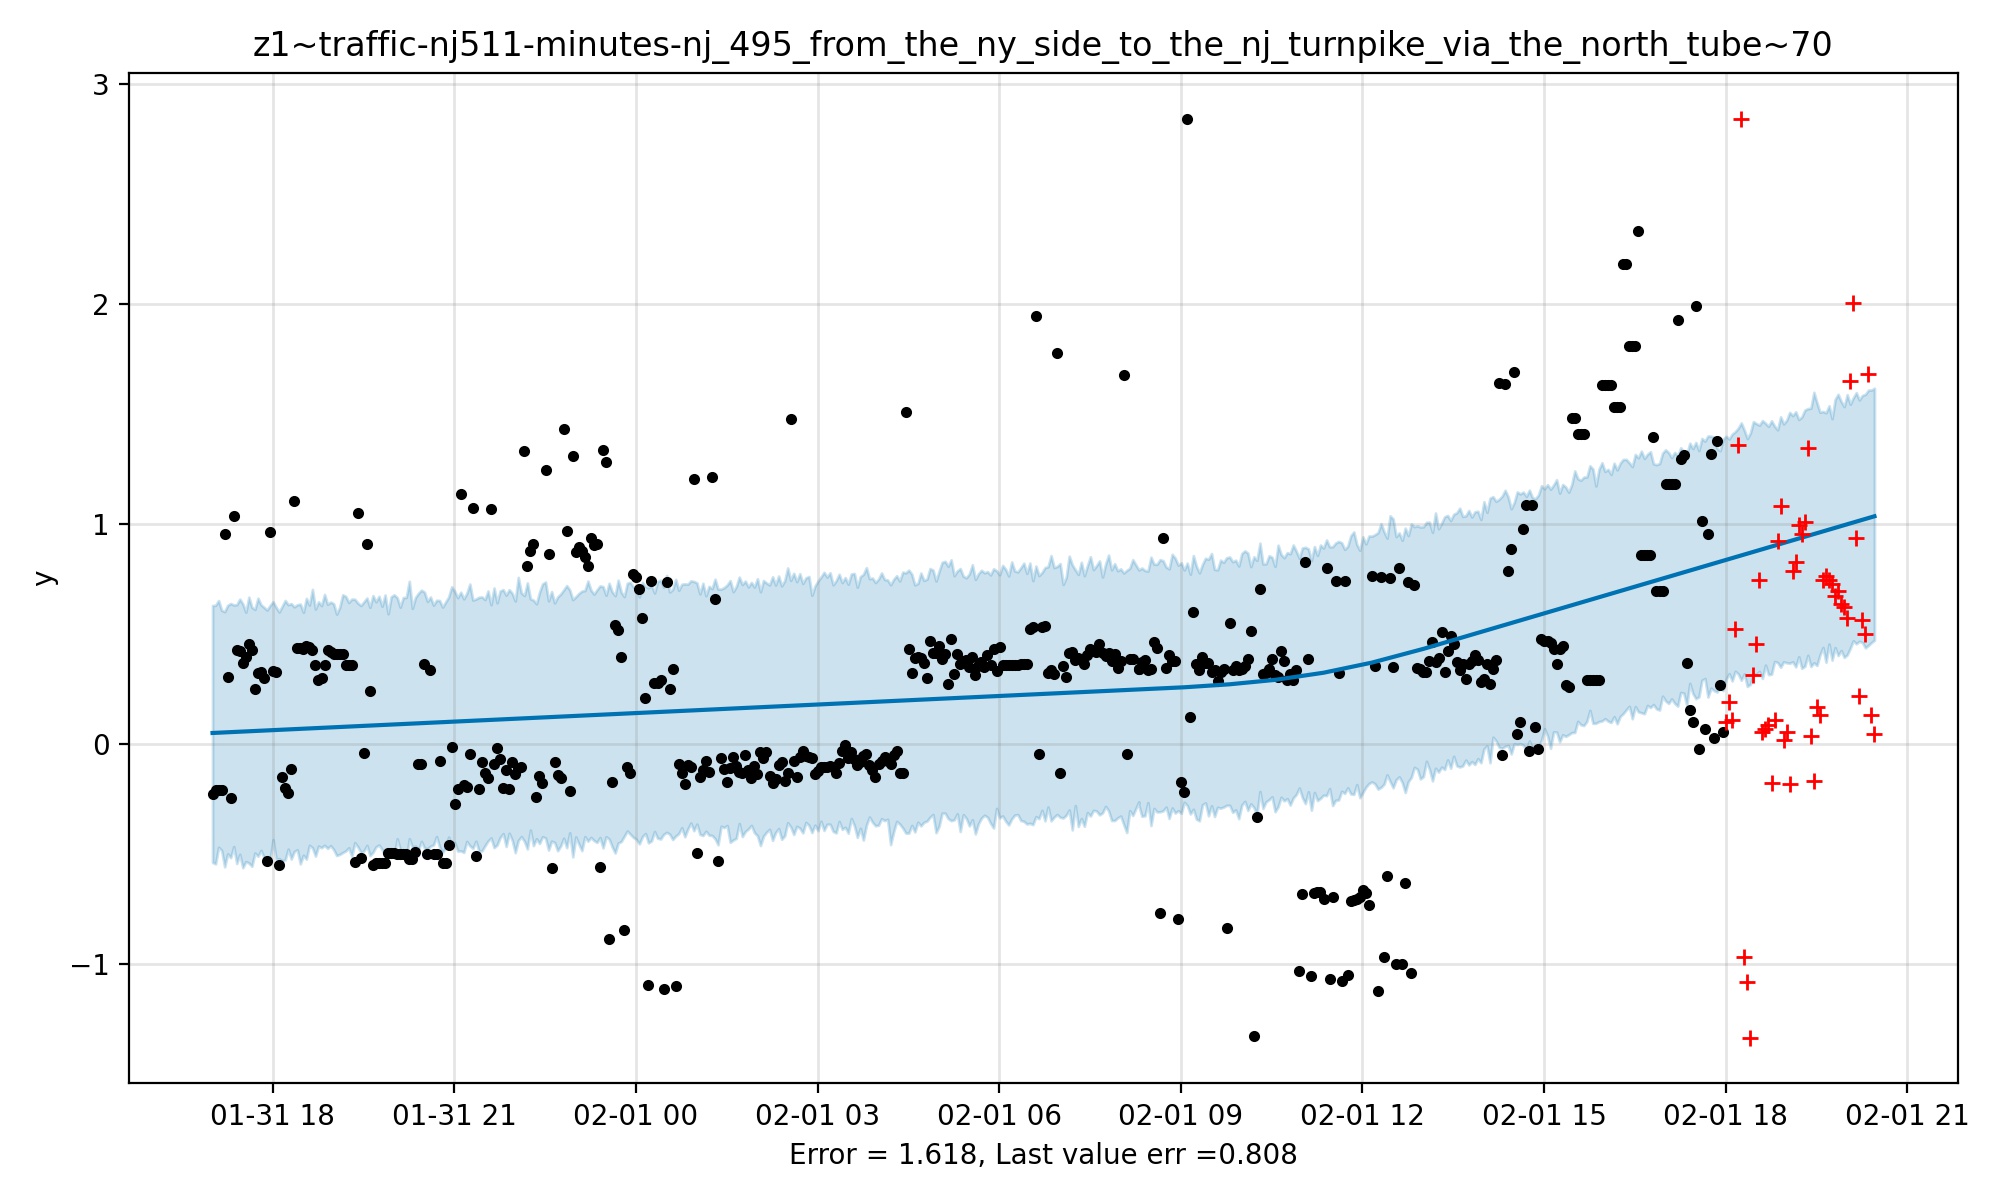 z1~traffic-nj511-minutes-nj_495_from_the_ny_side_to_the_nj_turnpike_via_the_north_tube~70
3
2
1
0
−1
y
01-31 18 01-31 21 02-01 00 02-01 03 02-01 06 02-01 09 02-01 12 02-01 15 02-01 18 02-01 21
Error = 1.618, Last value err =0.808